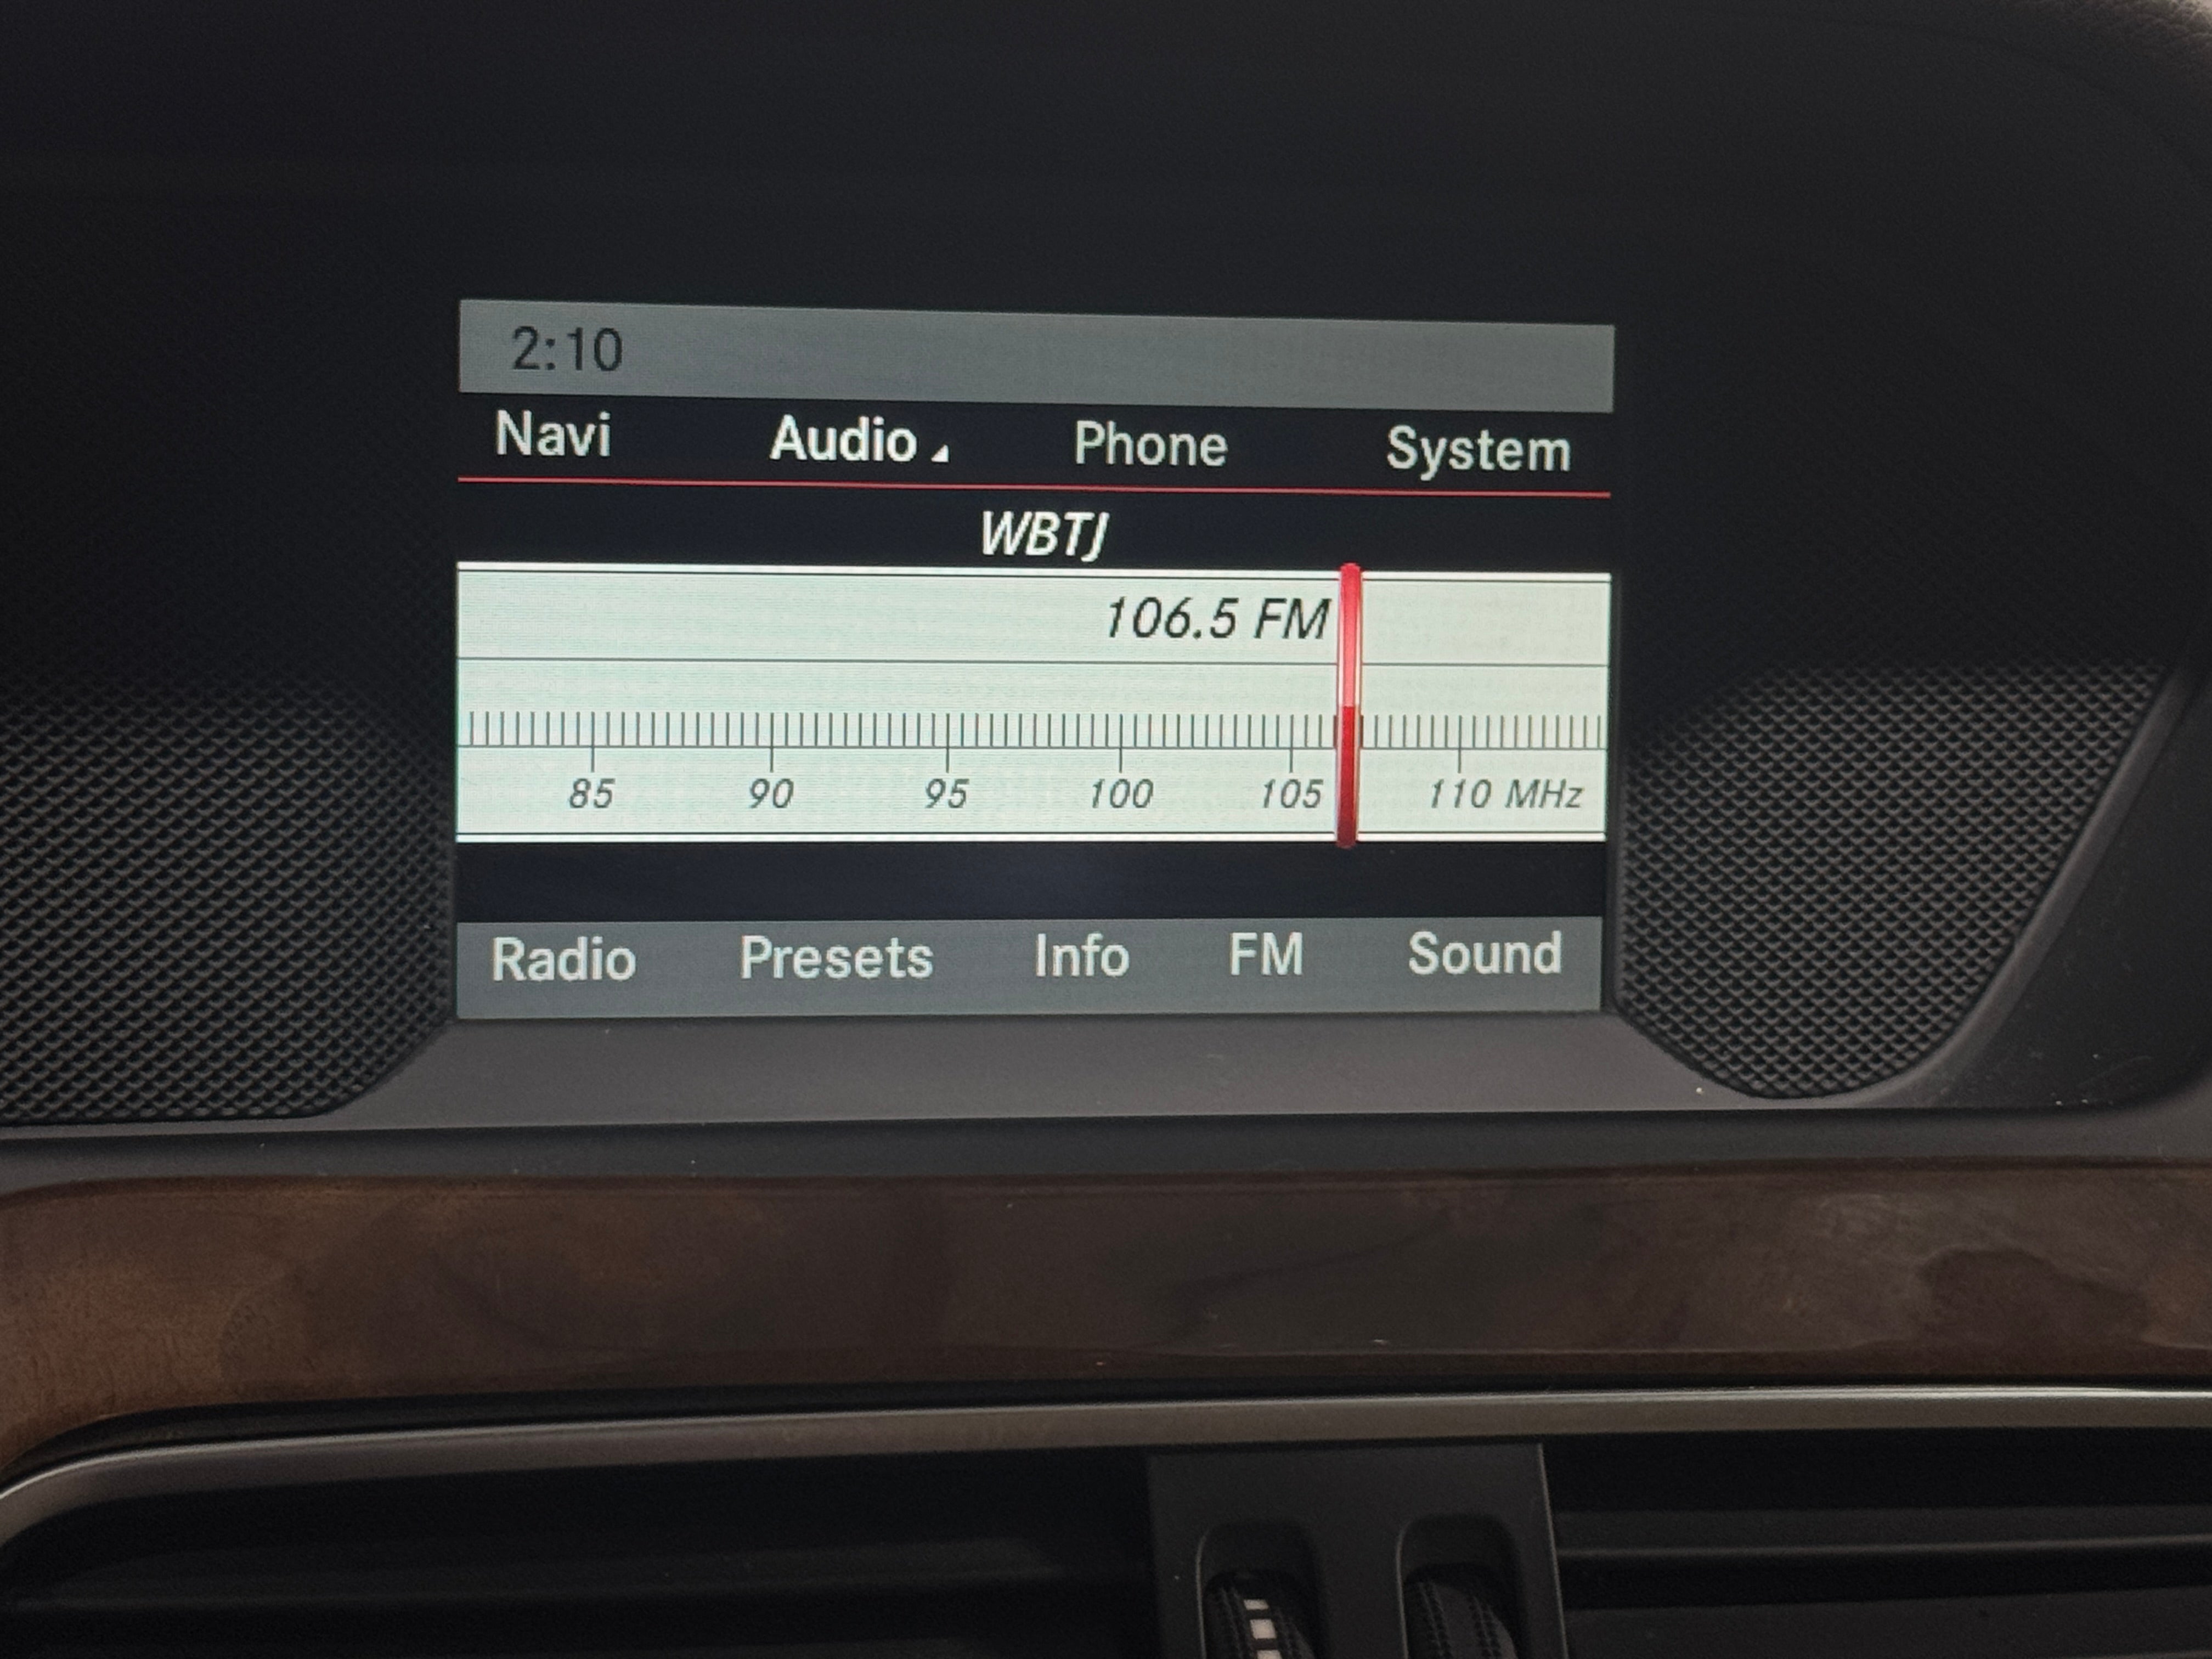 2:10
Navi Audio Phone System
WBTJ
106.5 FM
85 90 95 100 105 110 MHz
Radio Presets Info FM Sound